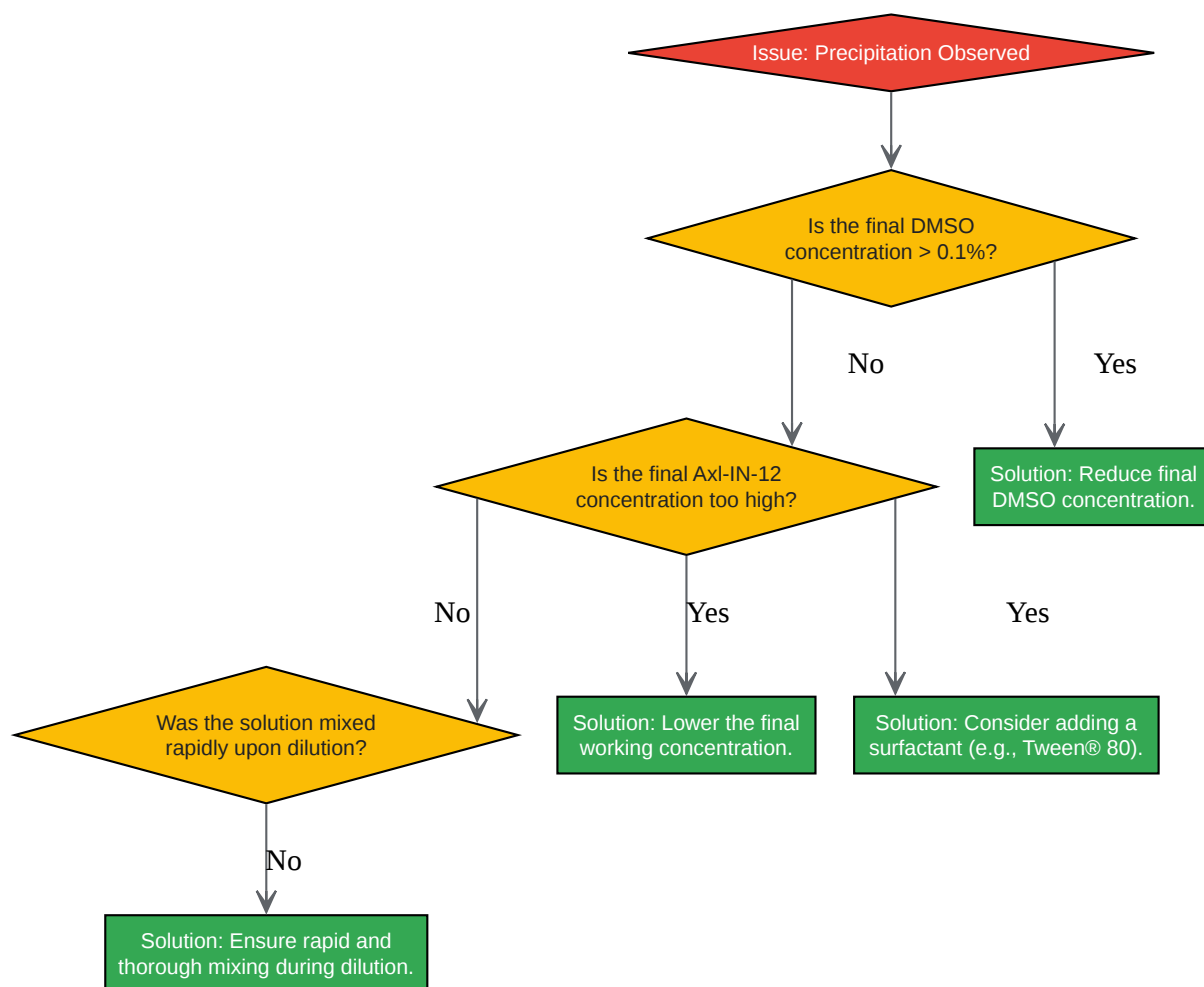 Issue: Precipitation Observed
Is the final DMSO
concentration > 0.1%?
No
Yes
Is the final Axl-IN-12
concentration too high?
Solution: Reduce final
DMSO concentration.
No
Yes
Yes
Was the solution mixed
rapidly upon dilution?
Solution: Lower the final
working concentration.
Solution: Consider adding a
surfactant (e.g., Tween® 80).
No
Solution: Ensure rapid and
thorough mixing during dilution.